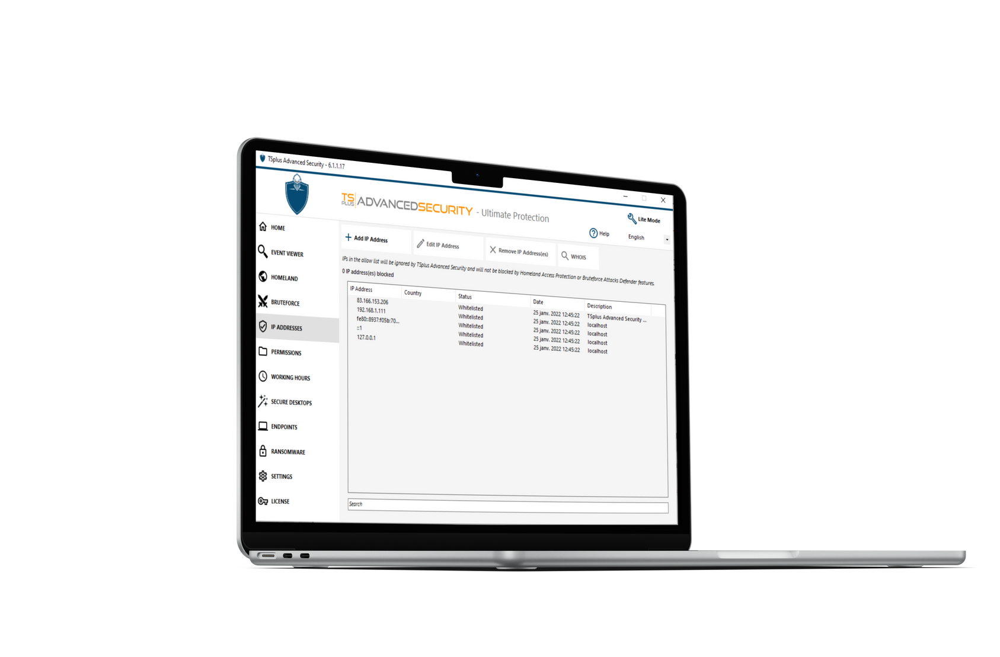 TSplus Advanced Security - 6.1.1.17
TS PLUS ADVANCEDSECURITY - Ultimate Protection
Lite Mode
Help
English
HOME
EVENT VIEWER
HOMELAND
BRUTEFORCE
IP ADDRESSES
PERMISSIONS
WORKING HOURS
SECURE DESKTOPS
ENDPOINTS
RANSOMWARE
SETTINGS
LICENSE
Add IP Address Edit IP Address Remove IP Address(es) WHOIS
IPs in the allow list will be ignored by TSplus Advanced Security and will not be blocked by Homeland Access Protection or Bruteforce Attacks Defender features.
0 IP address(es) blocked
IP Address Country Status Date Description
83.166.153.206 Whitelisted 25 janv. 2022 12:45:22 TSplus Advanced Security ...
192.168.1.111 Whitelisted 25 janv. 2022 12:45:22 localhost
fe80::8937:f05b:70... Whitelisted 25 janv. 2022 12:45:22 localhost
::1 Whitelisted 25 janv. 2022 12:45:22 localhost
127.0.0.1 Whitelisted 25 janv. 2022 12:45:22 localhost
Search